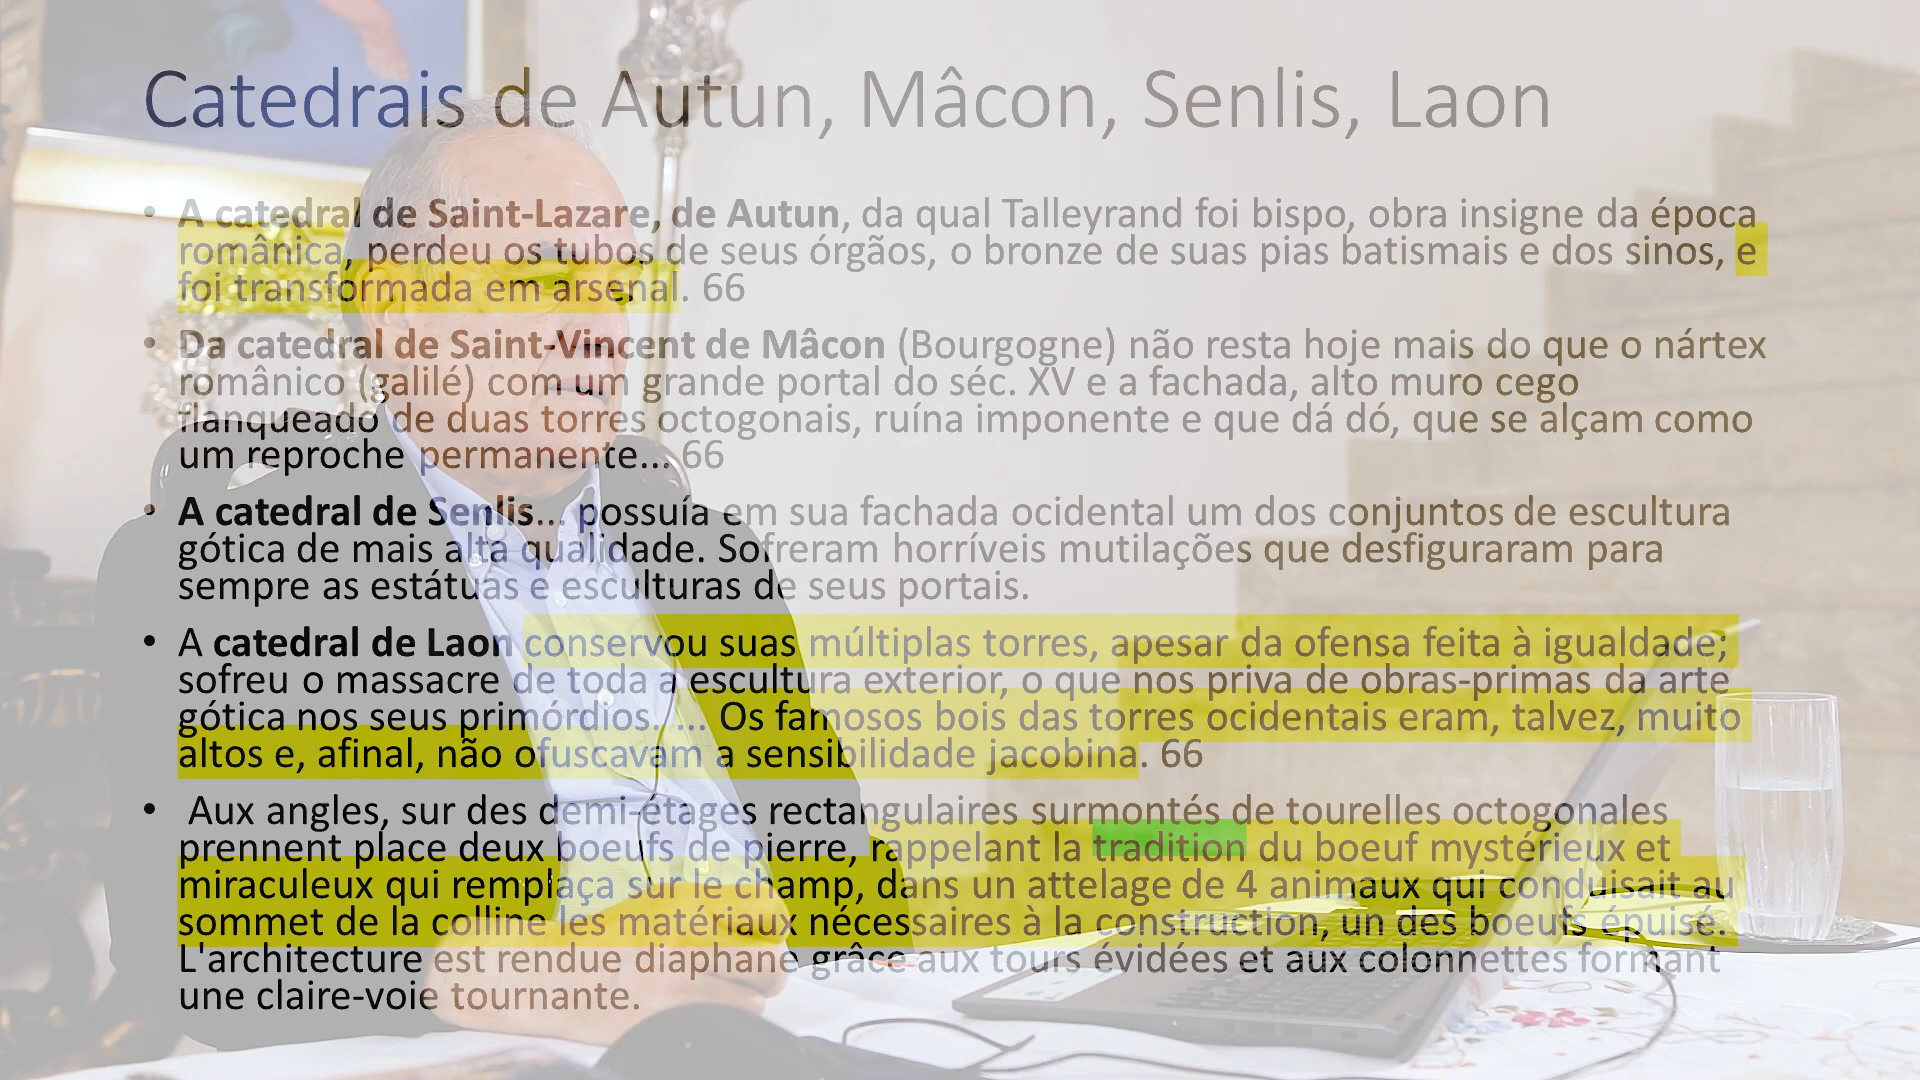 Catedrais de Autun, Mâcon, Senlis, Laon
• A catedral de Saint-Lazare, de Autun, da qual Talleyrand foi bispo, obra insigne da época
românica, perdeu os tubos de seus órgãos, o bronze de suas pias batismais e dos sinos, e
foi transformada em arsenal. 66
• Da catedral de Saint-Vincent de Mâcon (Bourgogne) não resta hoje mais do que o nártex
românico (galilé) com um grande portal do séc. XV e a fachada, alto muro cego
flanqueado de duas torres octogonais, ruína imponente e que dá dó, que se alçam como
um reproche permanente... 66
• A catedral de Senlis... possuía em sua fachada ocidental um dos conjuntos de escultura
gótica de mais alta qualidade. Sofreram horríveis mutilações que desfiguraram para
sempre as estátuas e esculturas de seus portais.
• A catedral de Laon conservou suas múltiplas torres, apesar da ofensa feita à igualdade;
sofreu o massacre de toda a escultura exterior, o que nos priva de obras-primas da arte
gótica nos seus primórdios. ... Os famosos bois das torres ocidentais eram, talvez, muito
altos e, afinal, não ofuscavam a sensibilidade jacobina. 66
• Aux angles, sur des demi-étages rectangulaires surmontés de tourelles octogonales
prennent place deux boeufs de pierre, rappelant la tradition du boeuf mystérieux et
miraculeux qui remplaça sur le champ, dans un attelage de 4 animaux qui conduisait au
sommet de la colline les matériaux nécessaires à la construction, un des boeufs épuisé.
L'architecture est rendue diaphane grâce aux tours évidées et aux colonnettes formant
une claire-voie tournante.